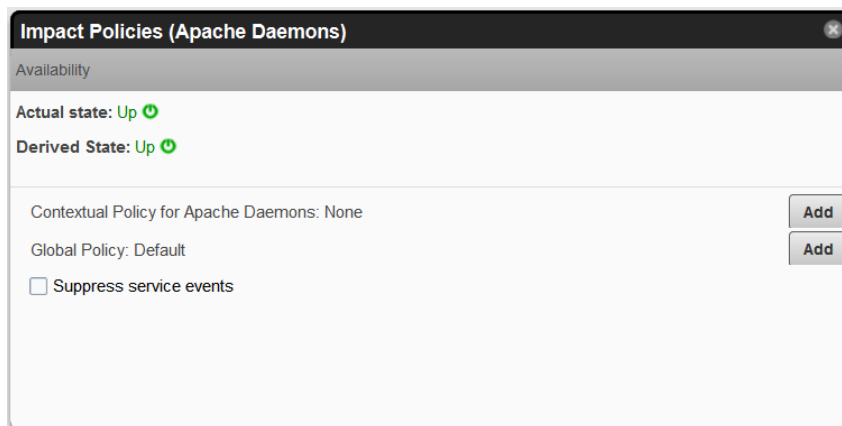 Impact Policies (Apache Daemons)
Availability
Actual state: Up
Derived State: Up
Contextual Policy for Apache Daemons: None
Add
Global Policy: Default
Add
Suppress service events